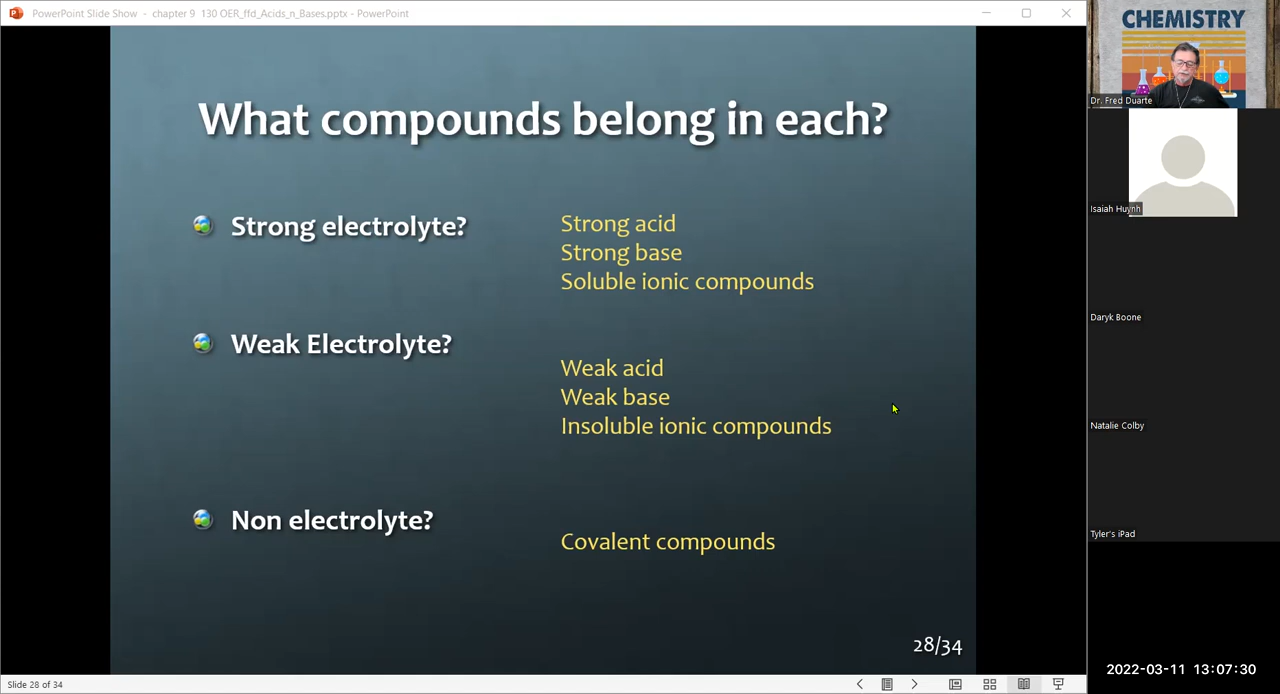 PowerPoint Slide Show - chapter 9 130 OER_ffd_Acids_n_Bases.pptx - PowerPoint
What compounds belong in each?
Strong electrolyte?
Strong acid
Strong base
Soluble ionic compounds
Weak Electrolyte?
Weak acid
Weak base
Insoluble ionic compounds
Non electrolyte?
Covalent compounds
28/34
Slide 28 of 34
CHEMISTRY
Dr. Fred Duarte
Isaiah Huynh
Daryk Boone
Natalie Colby
Tyler's iPad
2022-03-11 13:07:30